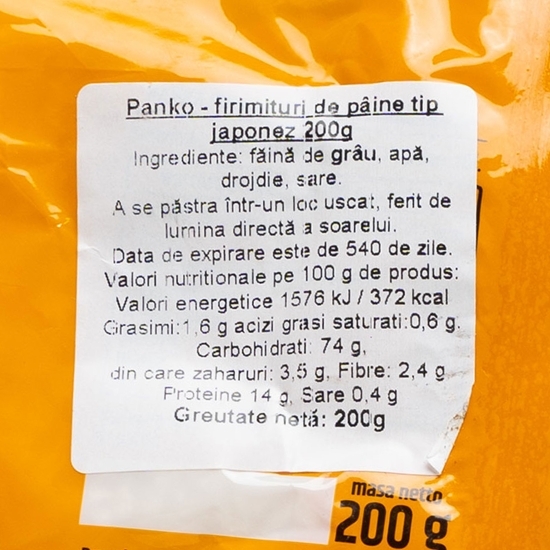 Panko - firimituri de pâine tip
japonez 200g
Ingrediente: făină de grâu, apă,
drojdie, sare.
A se păstra într-un loc uscat, ferit de
lumina directă a soarelui.
Data de expirare este de 540 de zile.
Valori nutritionale pe 100 g de produs:
Valori energetice 1576 kJ / 372 kcal
Grasimi:1,6 g acizi grasi saturati:0,6 g.
Carbohidrati: 74 g,
din care zaharuri: 3,5 g, Fibre: 2,4 g
Proteine 14 g, Sare 0,4 g
Greutate netă: 200g
masa netto
200 g